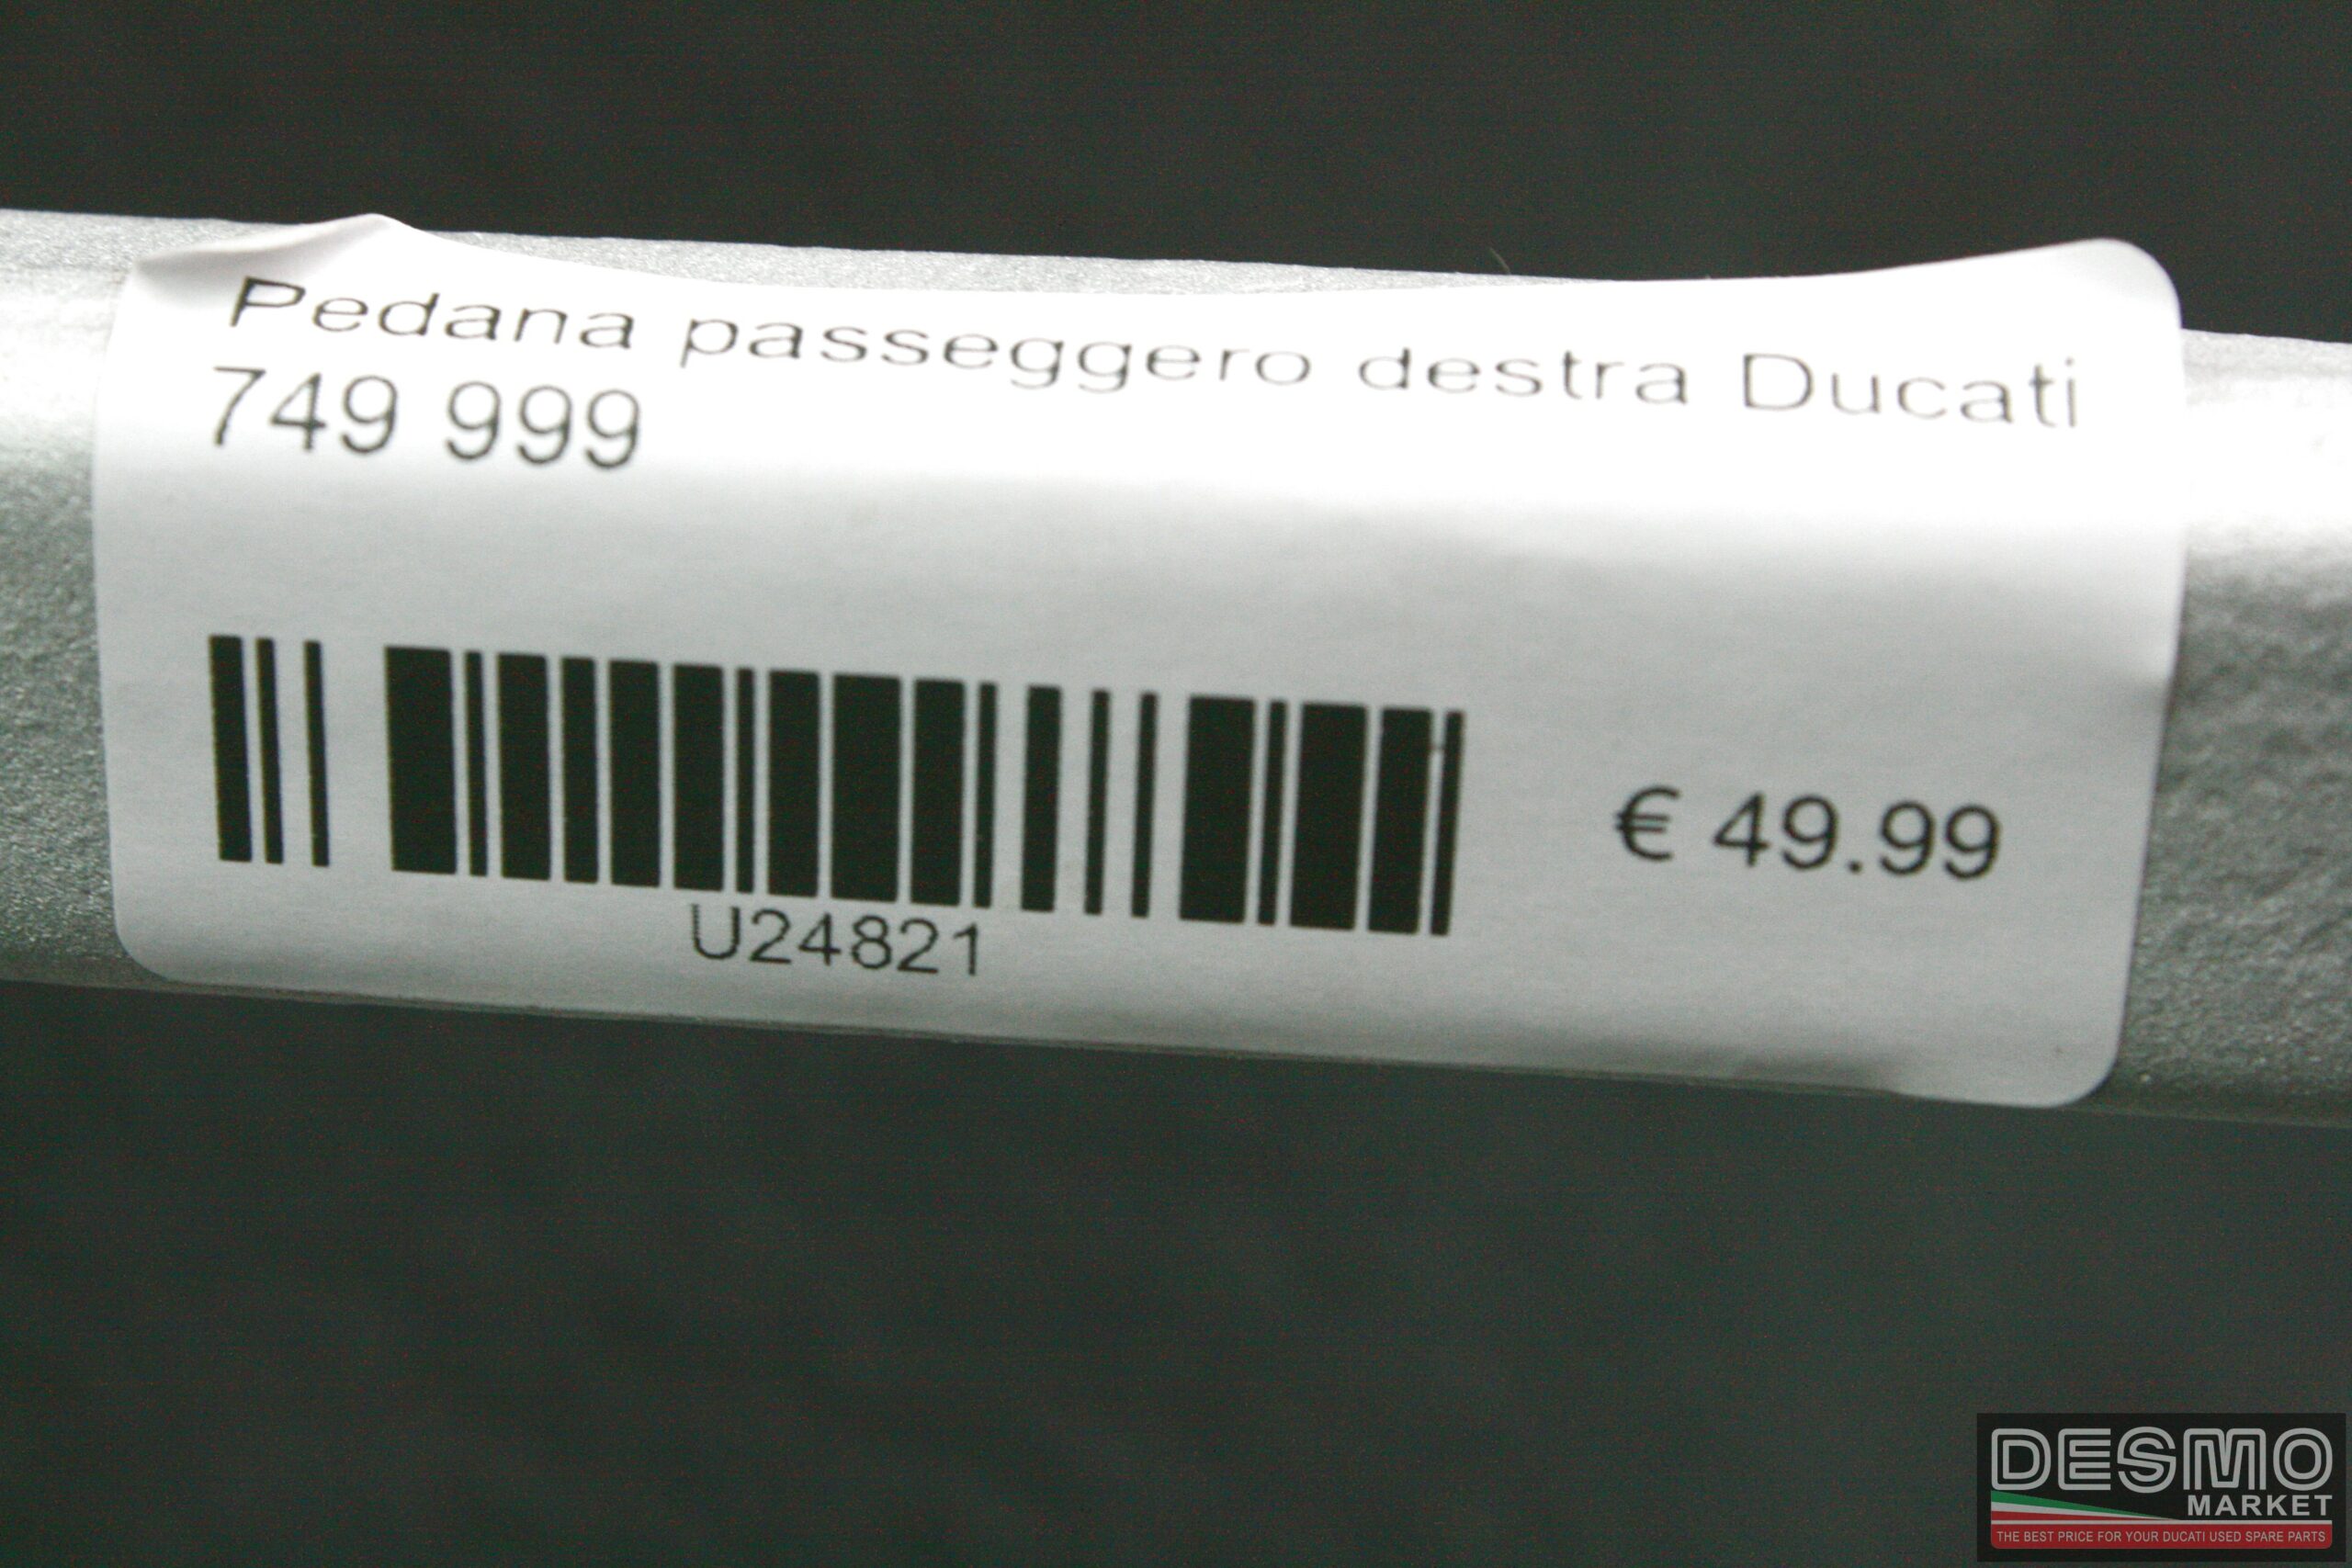 Pedana passeggero destra Ducati
749 999
U24821
€ 49.99
DESMO
MARKET
THE BEST PRICE FOR YOUR DUCATI USED SPARE PARTS